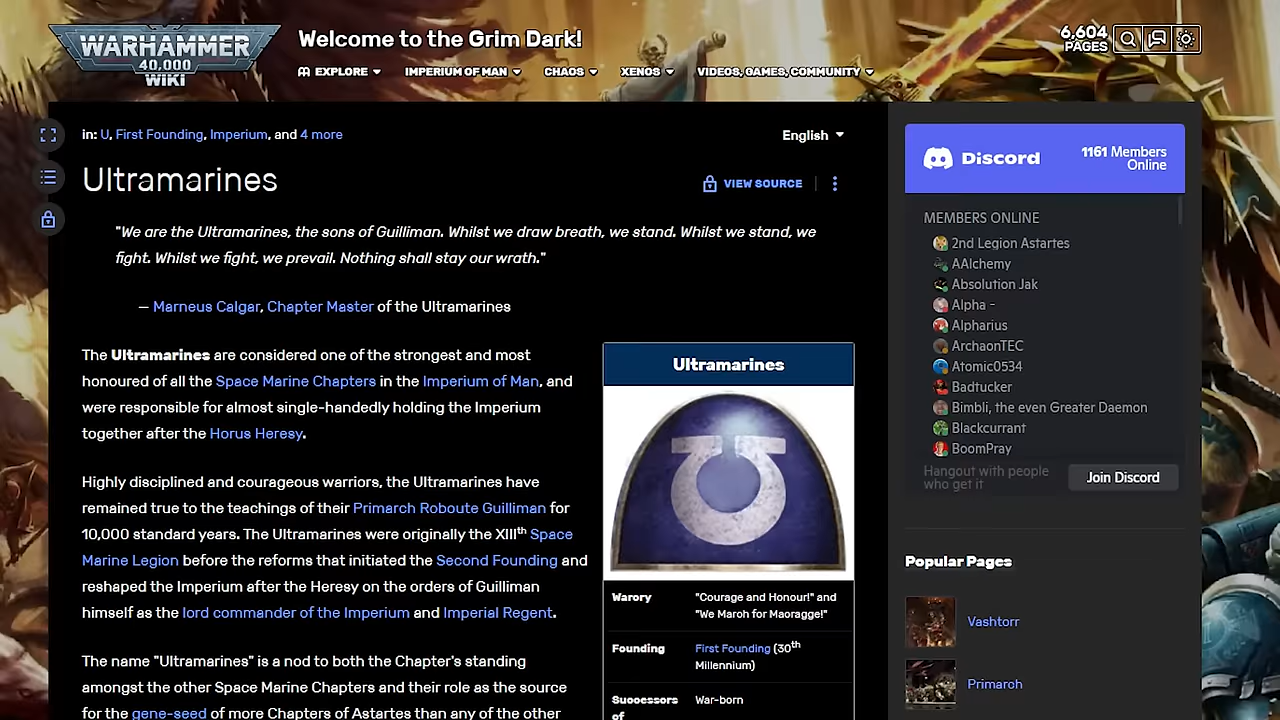 WARHAMMER
40,000
WIKI
Welcome to the Grim Dark!
EXPLORE
IMPERIUM OF MAN
CHAOS
XENOS
VIDEOS, GAMES, COMMUNITY
6,604
PAGES
in: U, First Founding, Imperium, and 4 more
English
Ultramarines
VIEW SOURCE
"We are the Ultramarines, the sons of Guilliman. Whilst we draw breath, we stand. Whilst we stand, we
fight. Whilst we fight, we prevail. Nothing shall stay our wrath."
— Marneus Calgar, Chapter Master of the Ultramarines
The Ultramarines are considered one of the strongest and most
honoured of all the Space Marine Chapters in the Imperium of Man, and
were responsible for almost single-handedly holding the Imperium
together after the Horus Heresy.
Highly disciplined and courageous warriors, the Ultramarines have
remained true to the teachings of their Primarch Roboute Guilliman for
10,000 standard years. The Ultramarines were originally the XIIIth Space
Marine Legion before the reforms that initiated the Second Founding and
reshaped the Imperium after the Heresy on the orders of Guilliman
himself as the lord commander of the Imperium and Imperial Regent.
The name "Ultramarines" is a nod to both the Chapter's standing
amongst the other Space Marine Chapters and their role as the source
for the gene-seed of more Chapters of Astartes than any of the other
Ultramarines
Warcry
"Courage and Honour!" and
"We March for Macragge!"
Founding
First Founding (30th
Millennium)
Successors
of
War-born
Discord
1161 Members
Online
MEMBERS ONLINE
2nd Legion Astartes
AAlchemy
Absolution Jak
Alpha -
Alpharius
ArchaonTEC
Atomic0534
Badtucker
Bimbli, the even Greater Daemon
Blackcurrant
BoomPray
Hangout with people
who get it
Join Discord
Popular Pages
Vashtorr
Primarch